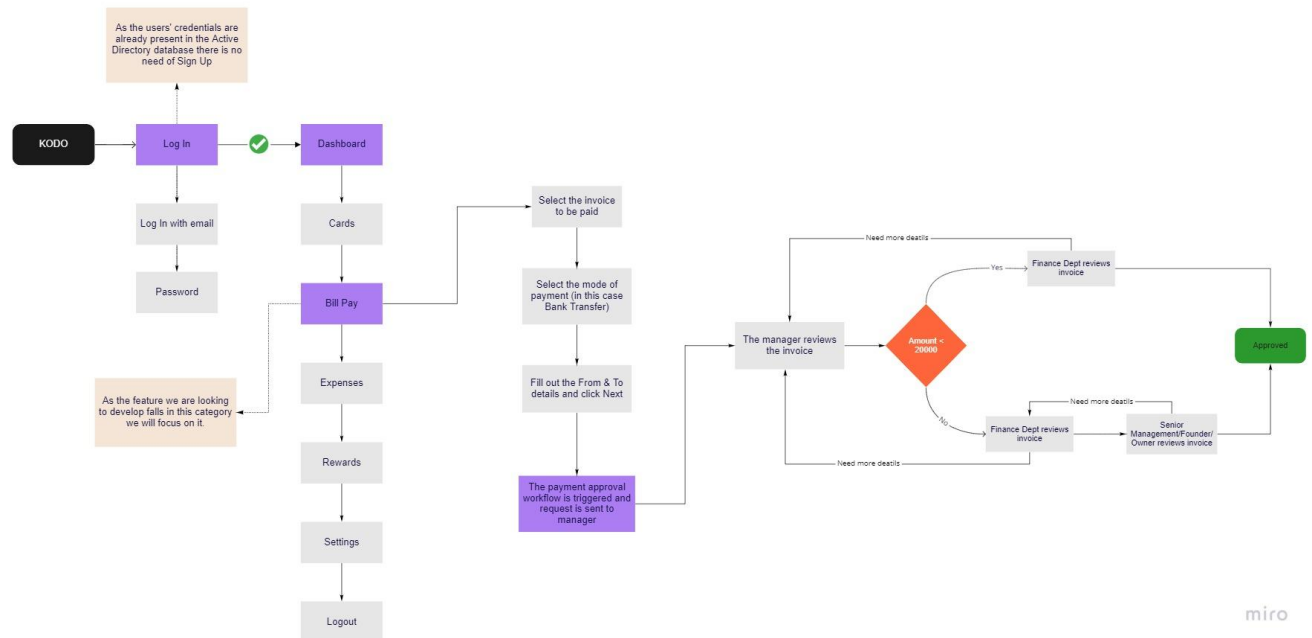 As the users' credentials are
already present in the Active
Directory database there is no
need of Sign Up
KODO
Log In
Dashboard
Log In with email
Password
Cards
Bill Pay
As the feature we are looking
to develop falls in this category
we will focus on it.
Expenses
Rewards
Settings
Logout
Select the invoice
to be paid
Select the mode of
payment (in this case
Bank Transfer)
Fill out the From & To
details and click Next
The payment approval
workflow is triggered and
request is sent to
manager
The manager reviews
the invoice
Need more deatils
Amount <
20000
Yes
Finance Dept reviews
invoice
Approved
No
Need more deatils
Finance Dept reviews
invoice
Senior
Management/Founder/
Owner reviews invoice
Need more deatils
miro